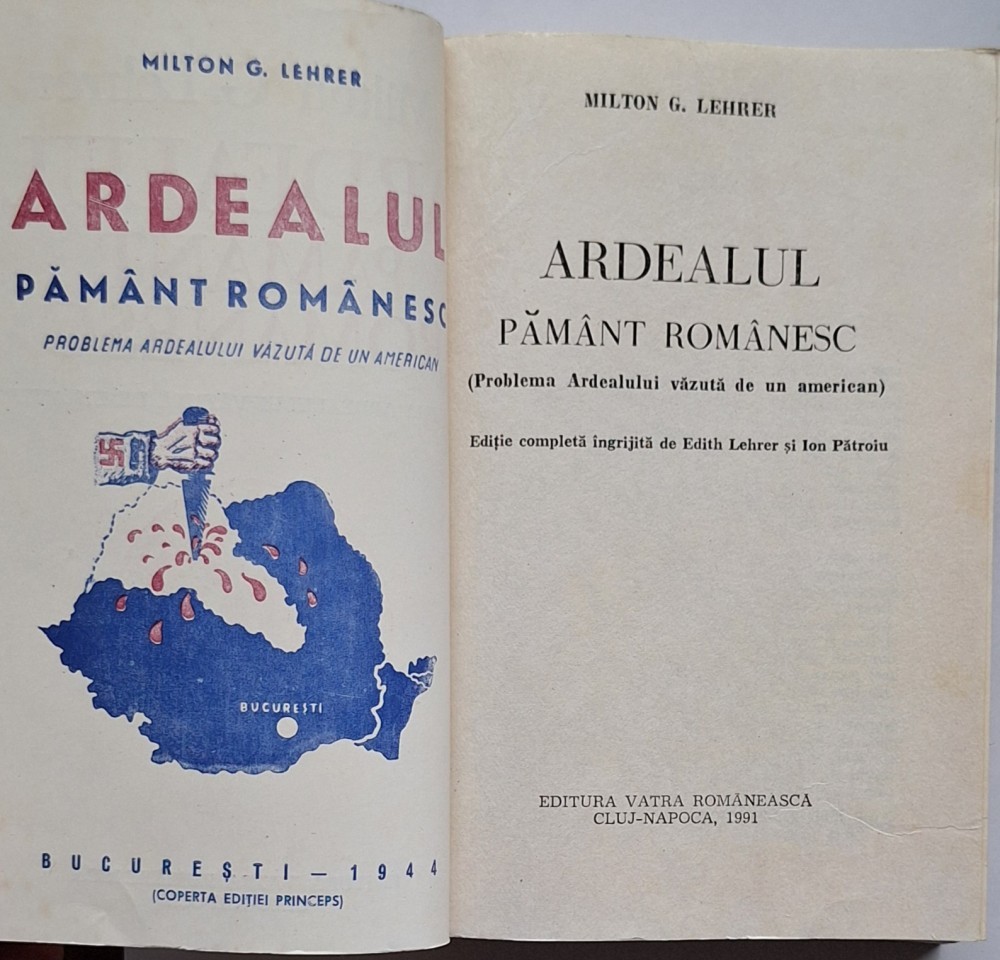 MILTON G. LEHRER
ARDEALUL
PĂMÂNT ROMÂNESC
PROBLEMA ARDEALULUI VĂZUTĂ DE UN AMERICAN
BUCUREȘTI
BUCUREȘTI — 1944
(COPERTA EDIȚIEI PRINCEPS)
MILTON G. LEHRER
ARDEALUL
PĂMÂNT ROMÂNESC
(Problema Ardealului văzută de un american)
Ediție completă îngrijită de Edith Lehrer și Ion Pătroiu
EDITURA VATRA ROMÂNEASCĂ
CLUJ-NAPOCA, 1991